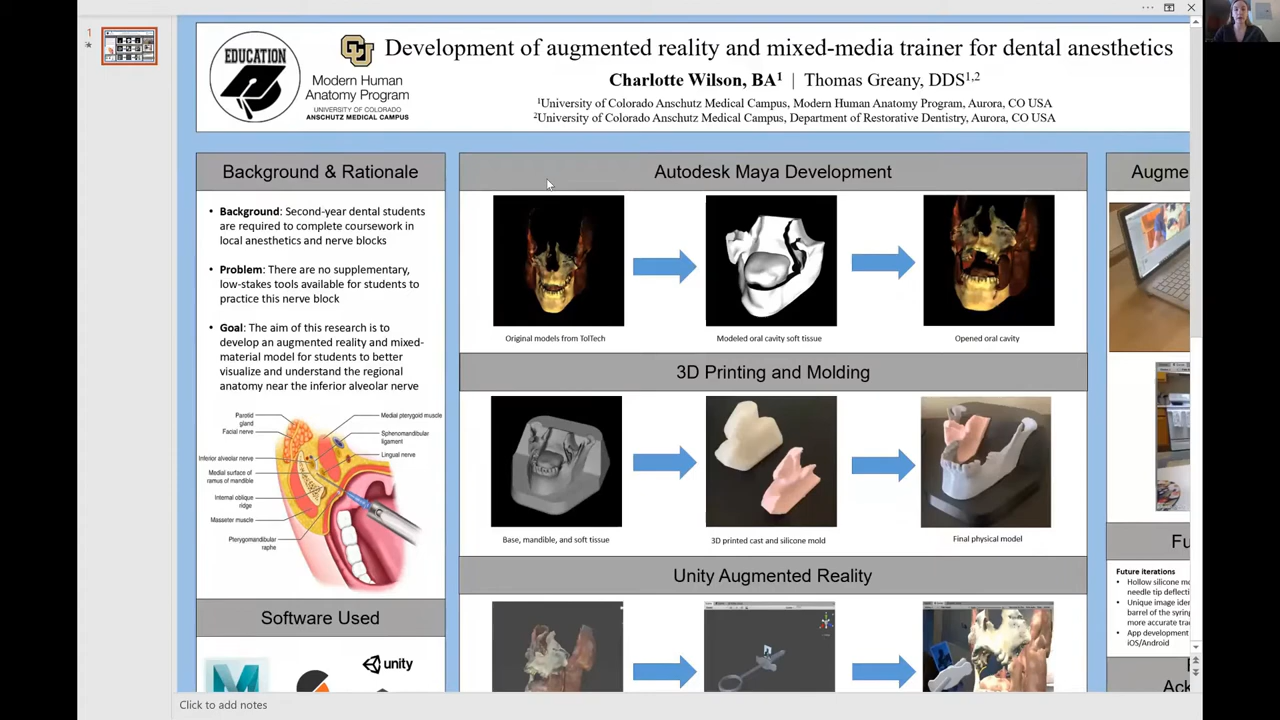 1
EDUCATION
CU
Modern Human
Anatomy Program
UNIVERSITY OF COLORADO
ANSCHUTZ MEDICAL CAMPUS
Development of augmented reality and mixed-media trainer for dental anesthetics
Charlotte Wilson, BA1 | Thomas Greany, DDS1,2
1University of Colorado Anschutz Medical Campus, Modern Human Anatomy Program, Aurora, CO USA
2University of Colorado Anschutz Medical Campus, Department of Restorative Dentistry, Aurora, CO USA
Background & Rationale
• Background: Second-year dental students
are required to complete coursework in
local anesthetics and nerve blocks
• Problem: There are no supplementary,
low-stakes tools available for students to
practice this nerve block
• Goal: The aim of this research is to
develop an augmented reality and mixed-
material model for students to better
visualize and understand the regional
anatomy near the inferior alveolar nerve
Parotid
gland
Facial nerve
Inferior alveolar nerve
Medial surface of
ramus of mandible
Internal oblique
ridge
Masseter muscle
Pterygomandibular
raphe
Medial pterygoid muscle
Sphenomandibular
ligament
Lingual nerve
Software Used
unity
Autodesk Maya Development
Original models from TolTech
Modeled oral cavity soft tissue
Opened oral cavity
3D Printing and Molding
Base, mandible, and soft tissue
3D printed cast and silicone mold
Final physical model
Unity Augmented Reality
Augme
Fu
Future iterations
• Hollow silicone mo
needle tip deflecti
• Unique image iden
barrel of the syring
more accurate tra
• App development
iOS/Android
Ack
Click to add notes